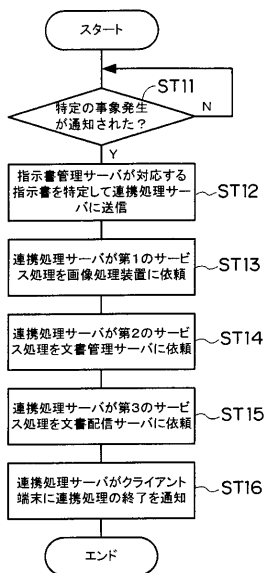 スタート
ST11
特定の事象発生
が通知された？
N
Y
指示書管理サーバが対応する
指示書を特定して連携処理サー
バに送信
ST12
連携処理サーバが第1のサービ
ス処理を画像処理装置に依頼
ST13
連携処理サーバが第2のサービ
ス処理を文書管理サーバに依頼
ST14
連携処理サーバが第3のサービ
ス処理を文書配信サーバに依頼
ST15
連携処理サーバがクライアント
端末に連携処理の終了を通知
ST16
エンド